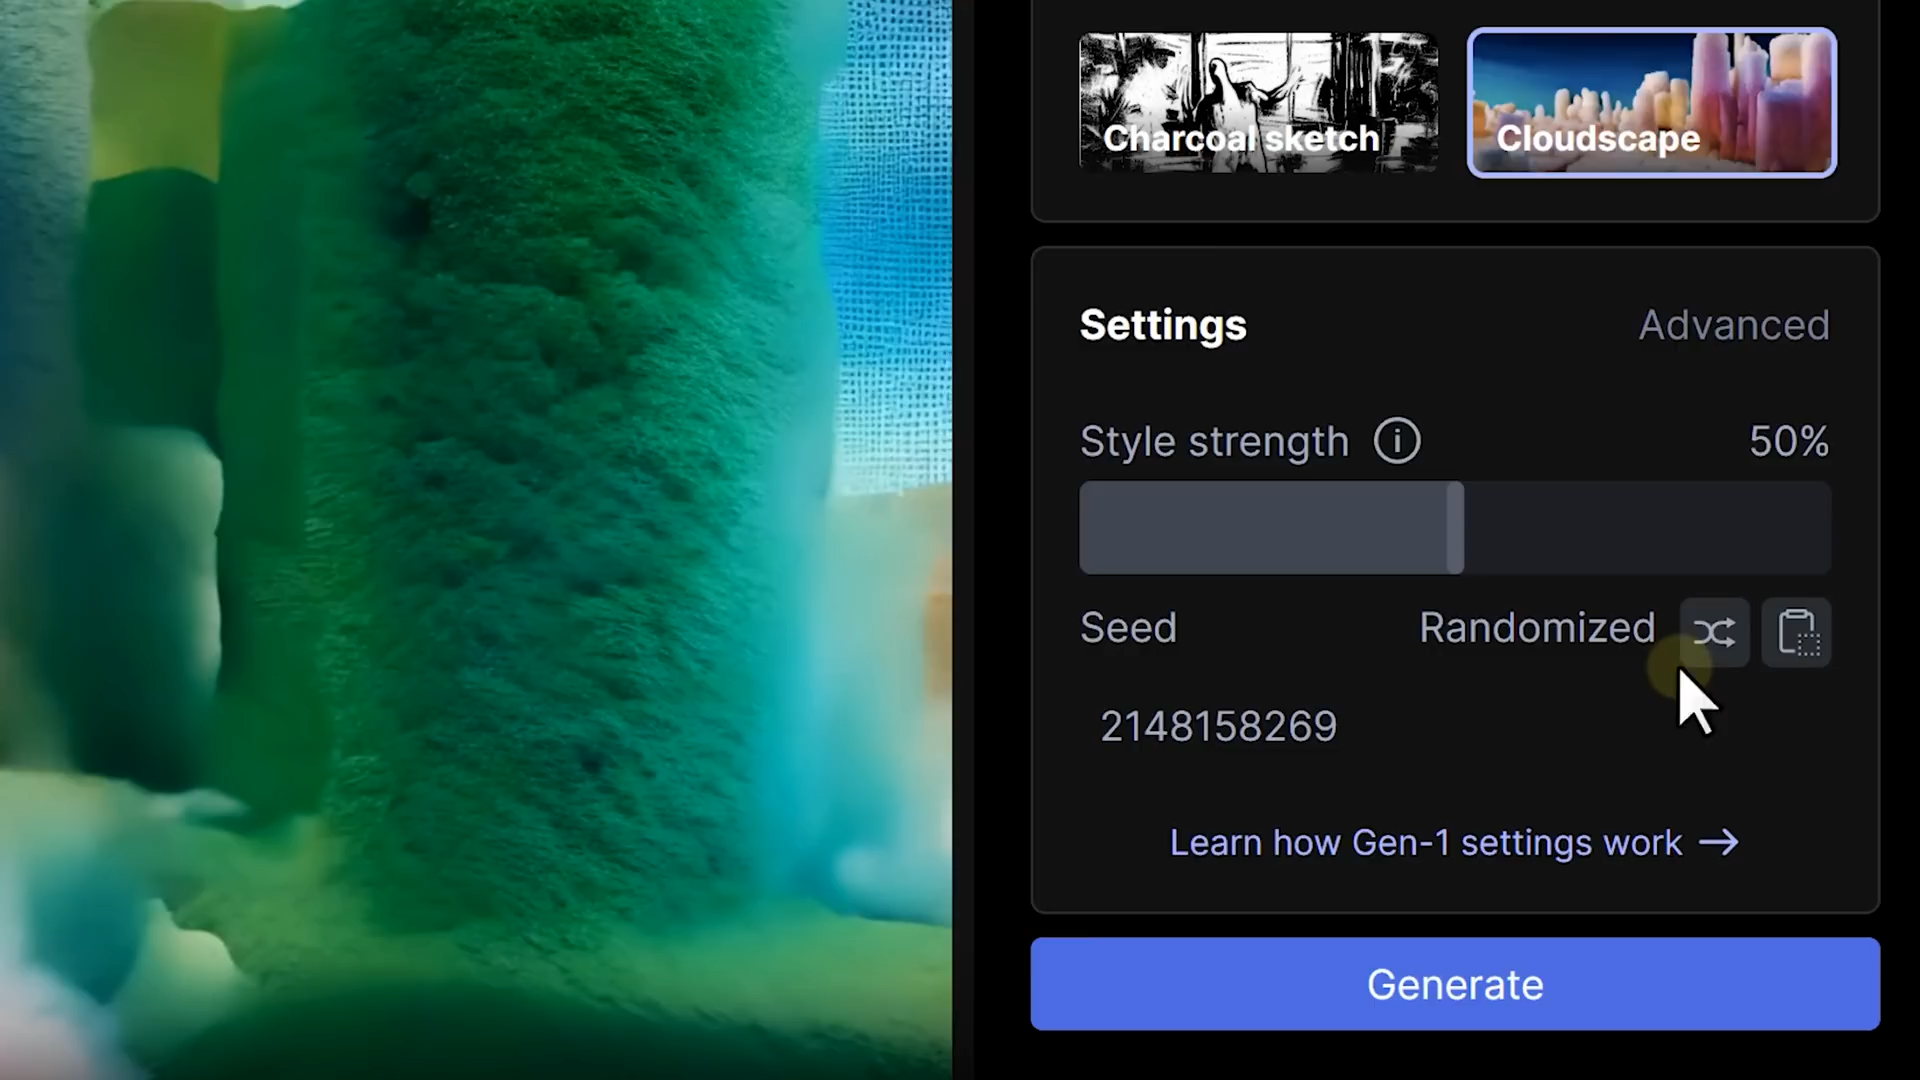 Charcoal sketch
Cloudscape
Settings
Advanced
Style strength
50%
Seed
Randomized
2148158269
Learn how Gen-1 settings work →
Generate